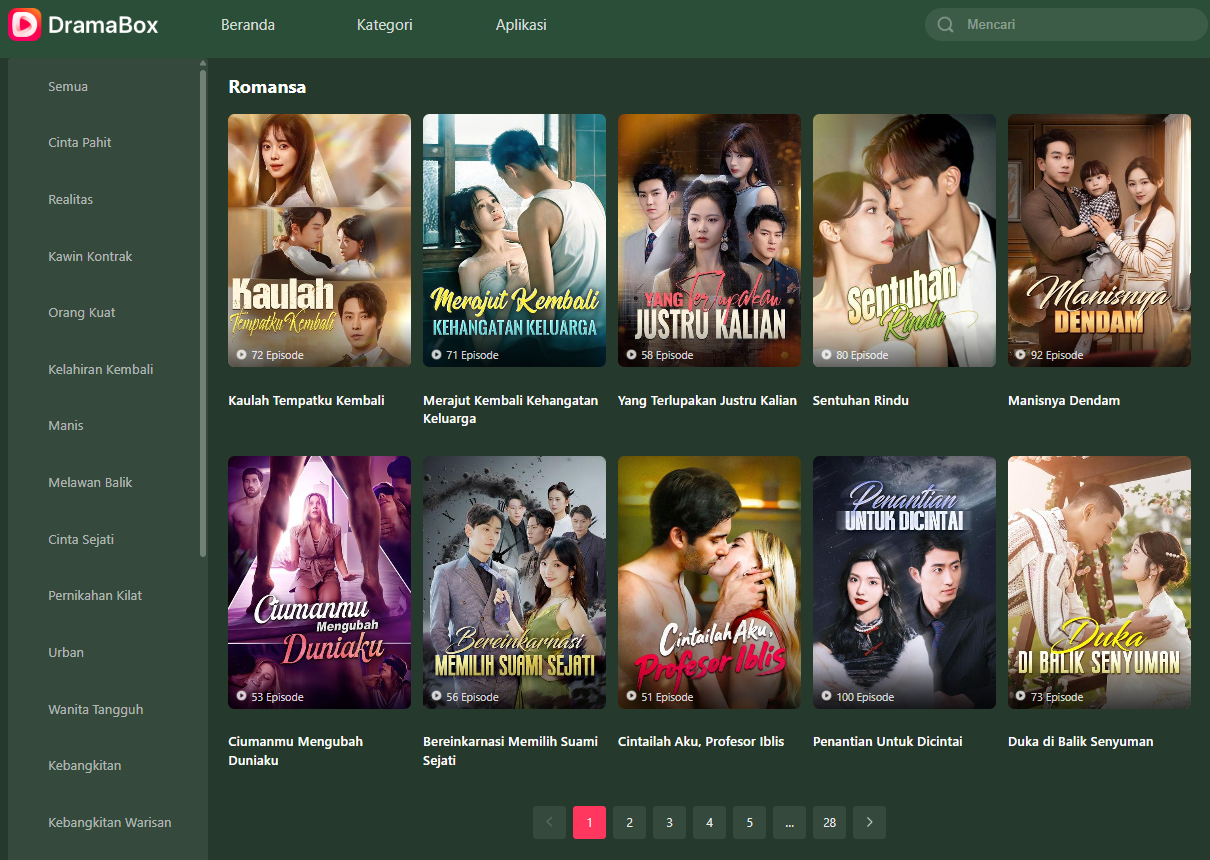 DramaBox
Beranda
Kategori
Aplikasi
Mencari
Semua
Cinta Pahit
Realitas
Kawin Kontrak
Orang Kuat
Kelahiran Kembali
Manis
Melawan Balik
Cinta Sejati
Pernikahan Kilat
Urban
Wanita Tangguh
Kebangkitan
Kebangkitan Warisan
Romansa
Kaulah
Tempatku Kembali
72 Episode
Merajut Kembali
KEHANGATAN KELUARGA
71 Episode
YANG Terlupakan
JUSTRU KALIAN
58 Episode
Sentuhan
Rindu
80 Episode
Manisnya
DENDAM
92 Episode
Kaulah Tempatku Kembali
Merajut Kembali Kehangatan
Keluarga
Yang Terlupakan Justru Kalian
Sentuhan Rindu
Manisnya Dendam
Ciumanmu
Mengubah
Duniaku
53 Episode
Bereinkarnasi
MEMILIH SUAMI SEJATI
56 Episode
Cintailah Aku,
Profesor Iblis
51 Episode
Penantian
UNTUK DICINTAI
100 Episode
Duka
DI BALIK SENYUMAN
73 Episode
Ciumanmu Mengubah
Duniaku
Bereinkarnasi Memilih Suami
Sejati
Cintailah Aku, Profesor Iblis
Penantian Untuk Dicintai
Duka di Balik Senyuman
1 2 3 4 5 ... 28